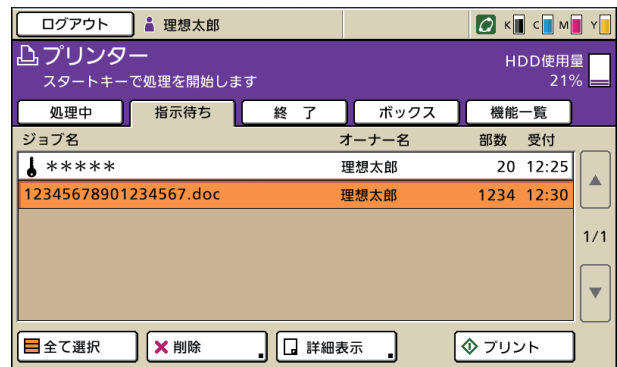 ログアウト 理想太郎 K C M Y
プリンター HDD使用量
スタートキーで処理を開始します 21%
処理中 指示待ち 終 了 ボックス 機能一覧
ジョブ名 オーナー名 部数 受付
***** 理想太郎 20 12:25
12345678901234567.doc 理想太郎 1234 12:30
1/1
全て選択 削除 詳細表示 プリント